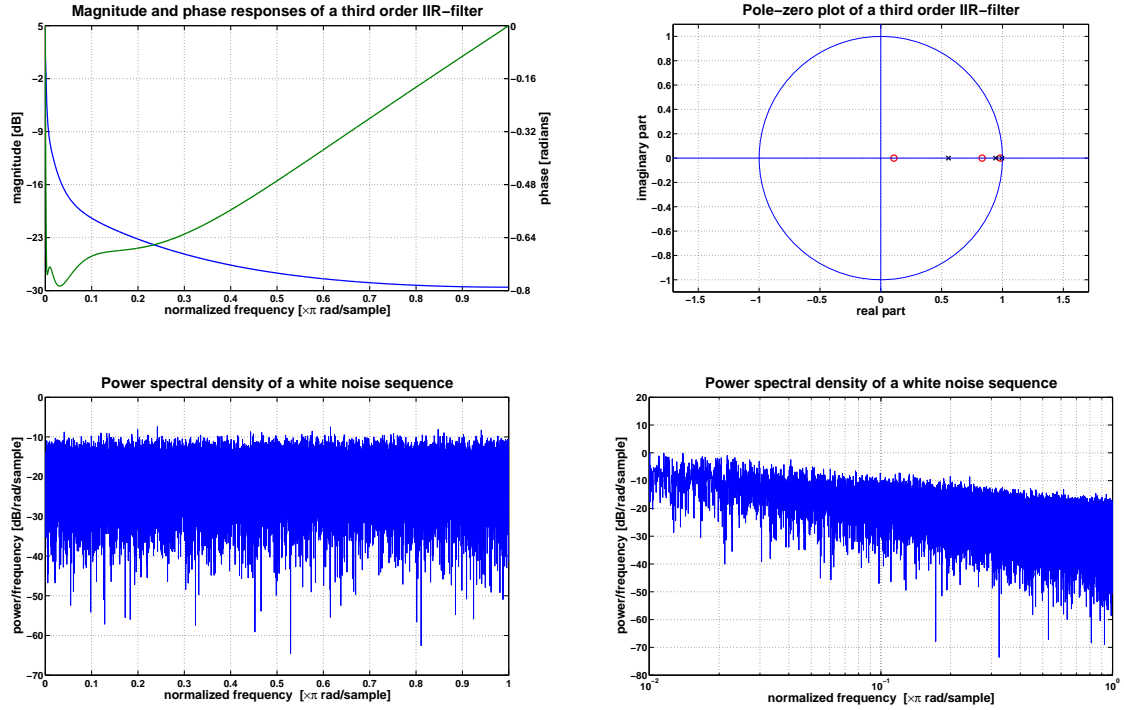 Magnitude and phase responses of a third order IIR−filter
5
−2
−9
−16
−23
−30
magnitude [dB]
0
−0.16
−0.32
−0.48
−0.64
−0.8
phase [radians]
0 0.1 0.2 0.3 0.4 0.5 0.6 0.7 0.8 0.9
normalized frequency [×π rad/sample]
Pole−zero plot of a third order IIR−filter
1
0.8
0.6
0.4
0.2
0
−0.2
−0.4
−0.6
−0.8
−1
imaginary part
−1.5 −1 −0.5 0 0.5 1 1.5
real part
Power spectral density of a white noise sequence
0
−10
−20
−30
−40
−50
−60
−70
power/frequency [dB/rad/sample]
0 0.1 0.2 0.3 0.4 0.5 0.6 0.7 0.8 0.9 1
normalized frequency [×π rad/sample]
Power spectral density of a white noise sequence
20
10
0
−10
−20
−30
−40
−50
−60
−70
−80
power/frequency [dB/rad/sample]
10−2 10−1 100
normalized frequency [×π rad/sample]